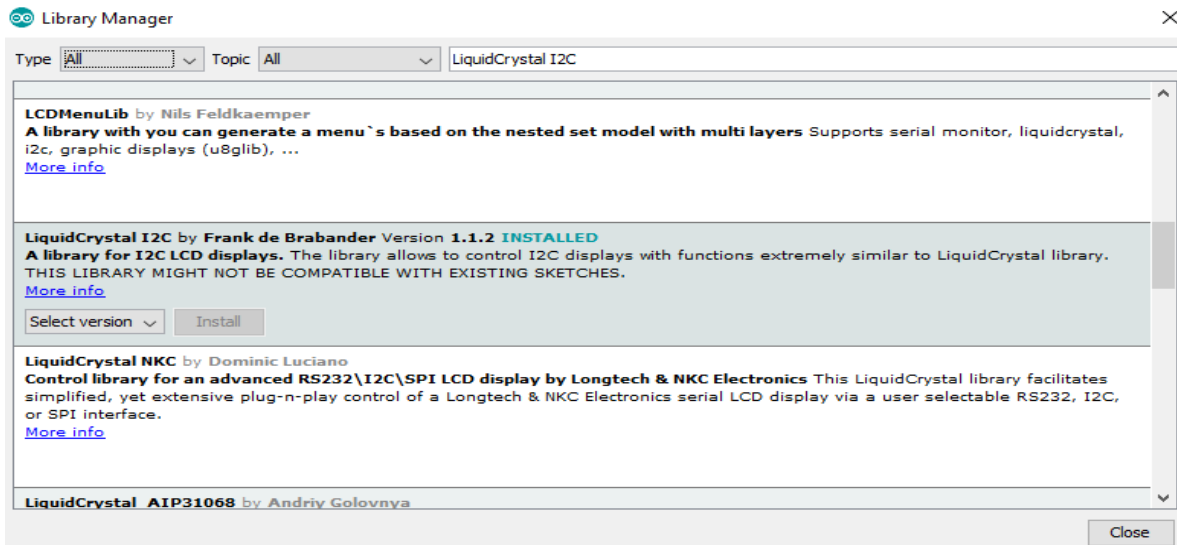 Library Manager
Type All Topic All LiquidCrystal I2C
LCDMenuLib by Nils Feldkaemper
A library with you can generate a menu`s based on the nested set model with multi layers Supports serial monitor, liquidcrystal,
i2c, graphic displays (u8glib), ...
More info
LiquidCrystal I2C by Frank de Brabander Version 1.1.2 INSTALLED
A library for I2C LCD displays. The library allows to control I2C displays with functions extremely similar to LiquidCrystal library.
THIS LIBRARY MIGHT NOT BE COMPATIBLE WITH EXISTING SKETCHES.
More info
Select version Install
LiquidCrystal NKC by Dominic Luciano
Control library for an advanced RS232\I2C\SPI LCD display by Longtech & NKC Electronics This LiquidCrystal library facilitates
simplified, yet extensive plug-n-play control of a Longtech & NKC Electronics serial LCD display via a user selectable RS232, I2C,
or SPI interface.
More info
LiquidCrystal_AIP31068 by Andriy Golovnya
Close